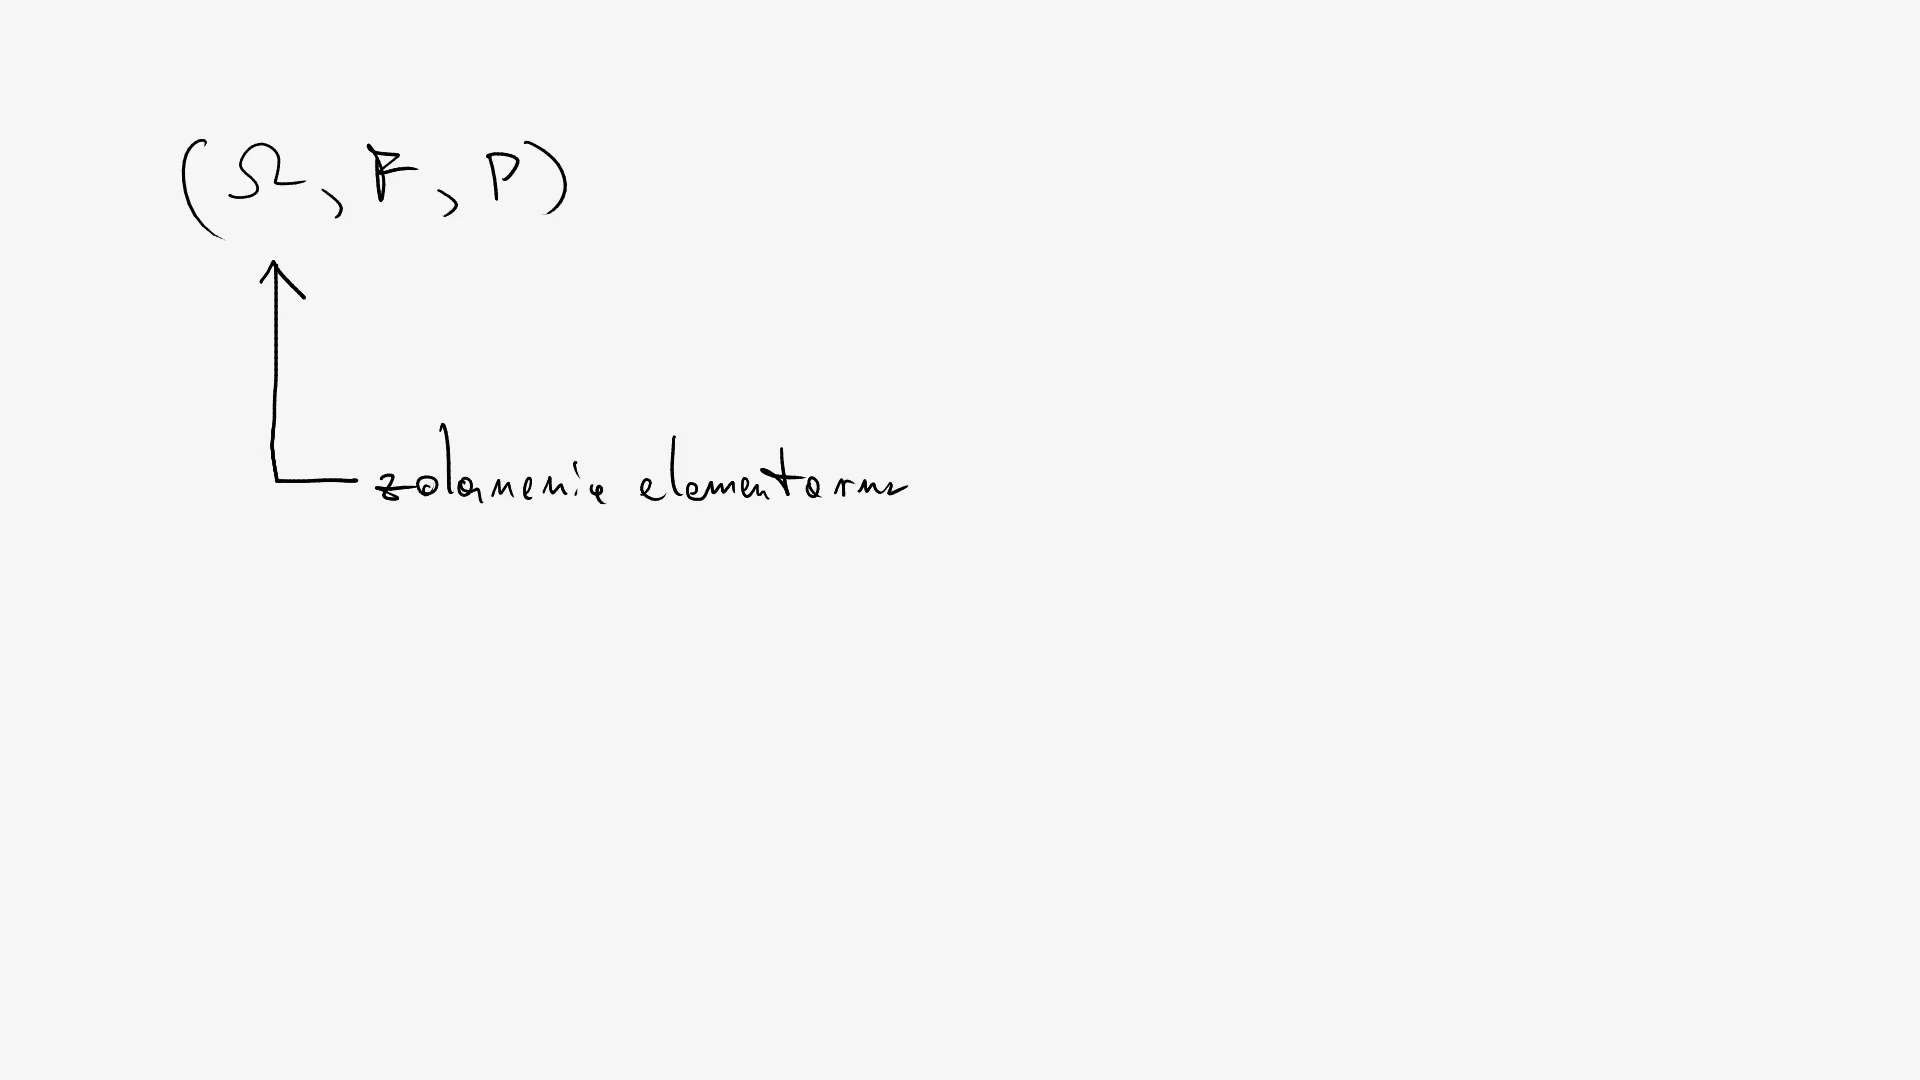 (Ω, F, P)
zdarzenia elementarne